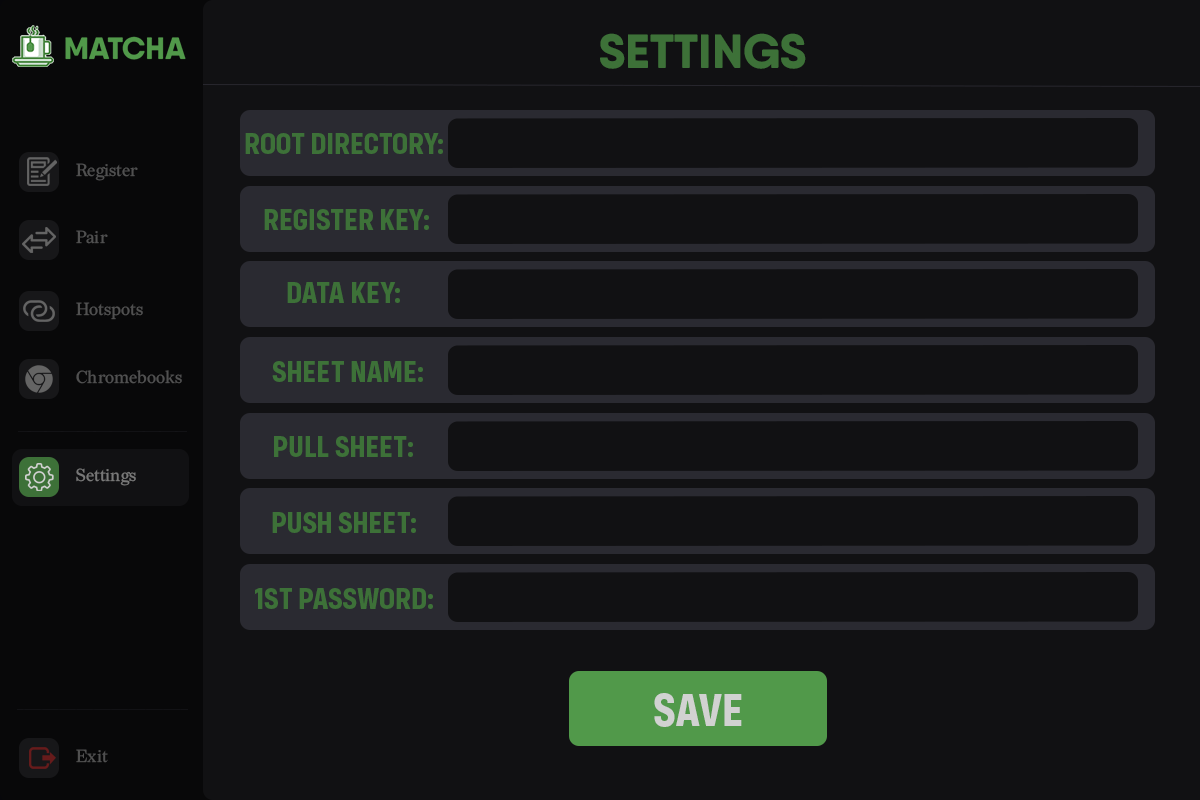 MATCHA
Register
Pair
Hotspots
Chromebooks
Settings
Exit
SETTINGS
ROOT DIRECTORY:
REGISTER KEY:
DATA KEY:
SHEET NAME:
PULL SHEET:
PUSH SHEET:
1ST PASSWORD:
SAVE